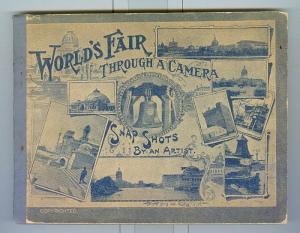 WORLD'S FAIR
THROUGH A CAMERA
SNAP SHOTS
BY AN ARTIST.
COPYRIGHTED